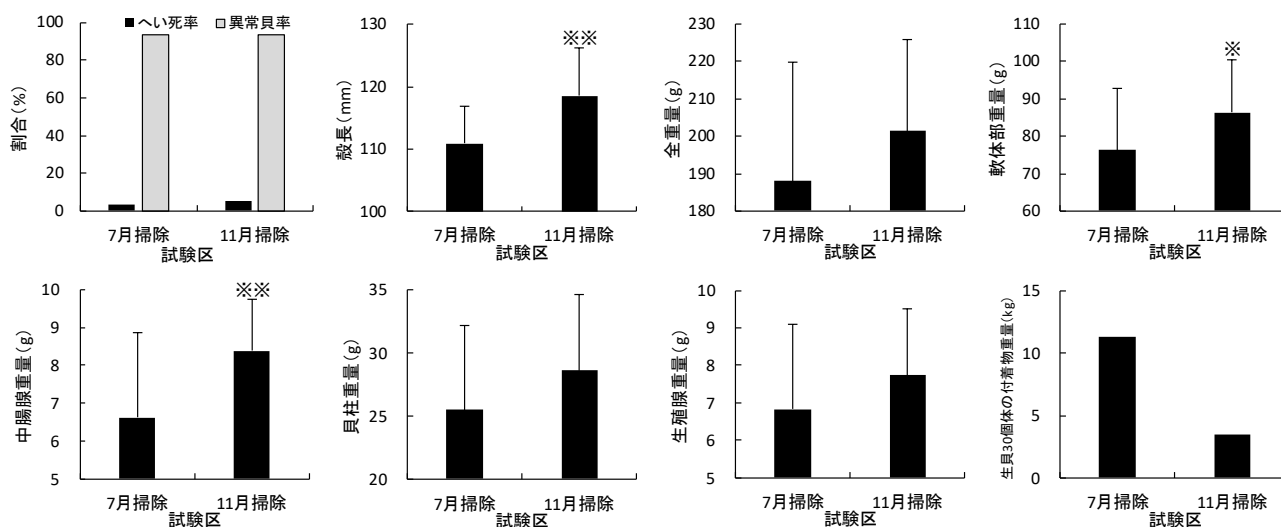 割合(%)
100
80
60
40
20
0
■へい死率 □異常貝率
7月掃除 11月掃除
試験区
殻長(mm)
130
120
110
100
※※
7月掃除 11月掃除
試験区
全重量(g)
230
220
210
200
190
180
7月掃除 11月掃除
試験区
軟体部重量(g)
110
100
90
80
70
60
※
7月掃除 11月掃除
試験区
中腸腺重量(g)
10
9
8
7
6
5
※※
7月掃除 11月掃除
試験区
貝柱重量(g)
35
30
25
20
7月掃除 11月掃除
試験区
生殖腺重量(g)
10
9
8
7
6
5
7月掃除 11月掃除
試験区
生貝30個体の付着物重量(kg)
15
10
5
0
7月掃除 11月掃除
試験区